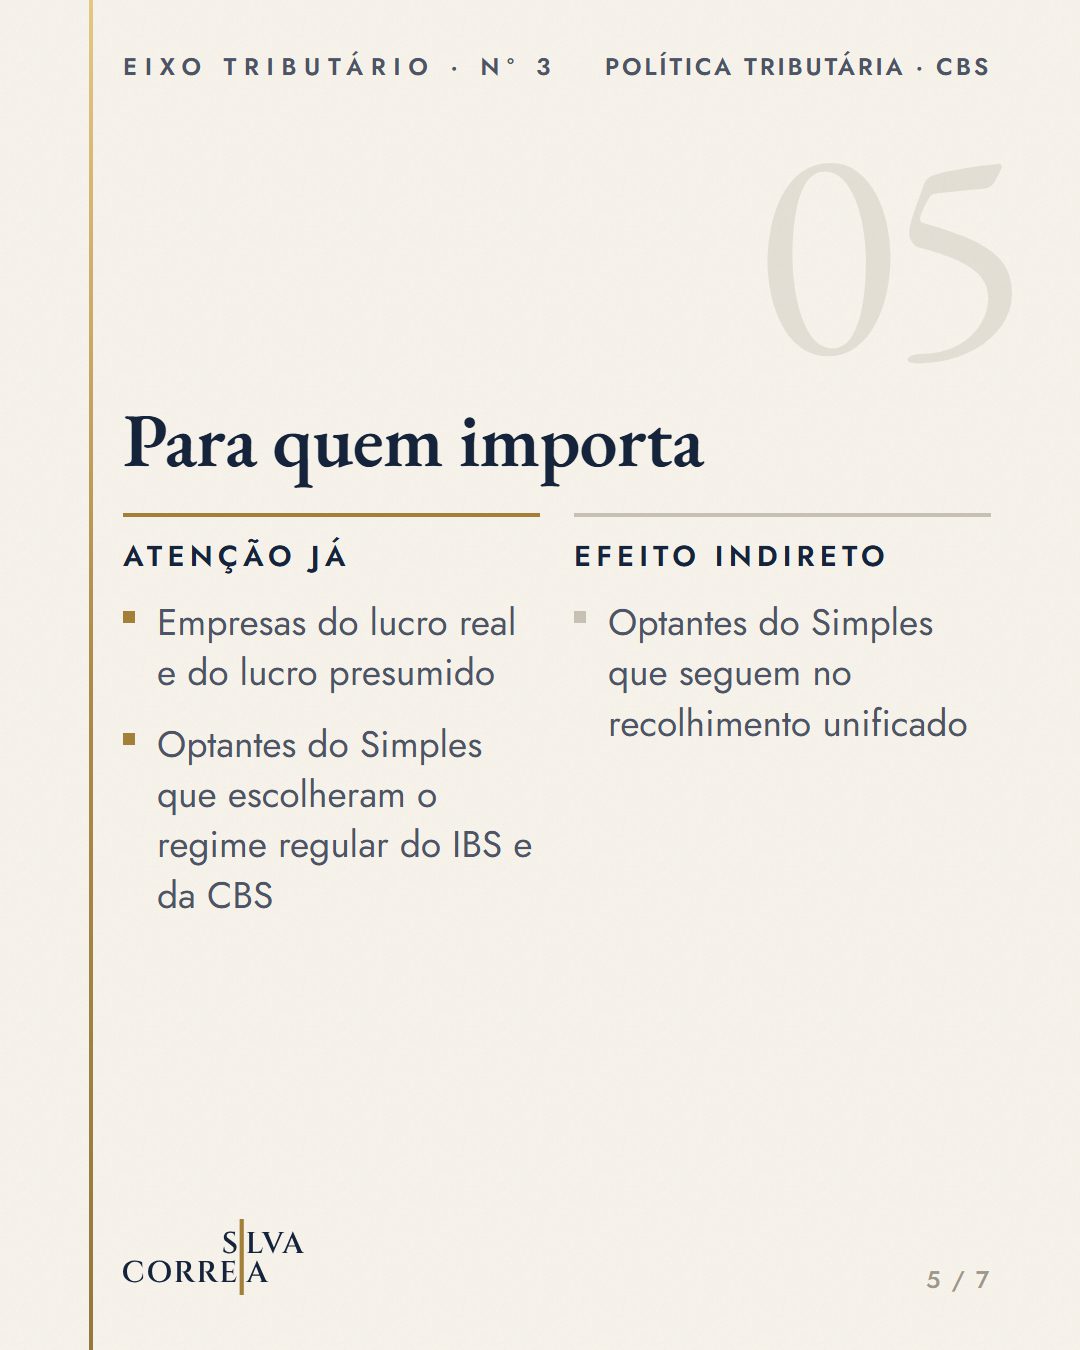 EIXO TRIBUTÁRIO · N° 3
POLÍTICA TRIBUTÁRIA · CBS
05
Para quem importa
ATENÇÃO JÁ
Empresas do lucro real
e do lucro presumido
Optantes do Simples
que escolheram o
regime regular do IBS e
da CBS
EFEITO INDIRETO
Optantes do Simples
que seguem no
recolhimento unificado
SILVA
CORREIA
5 / 7